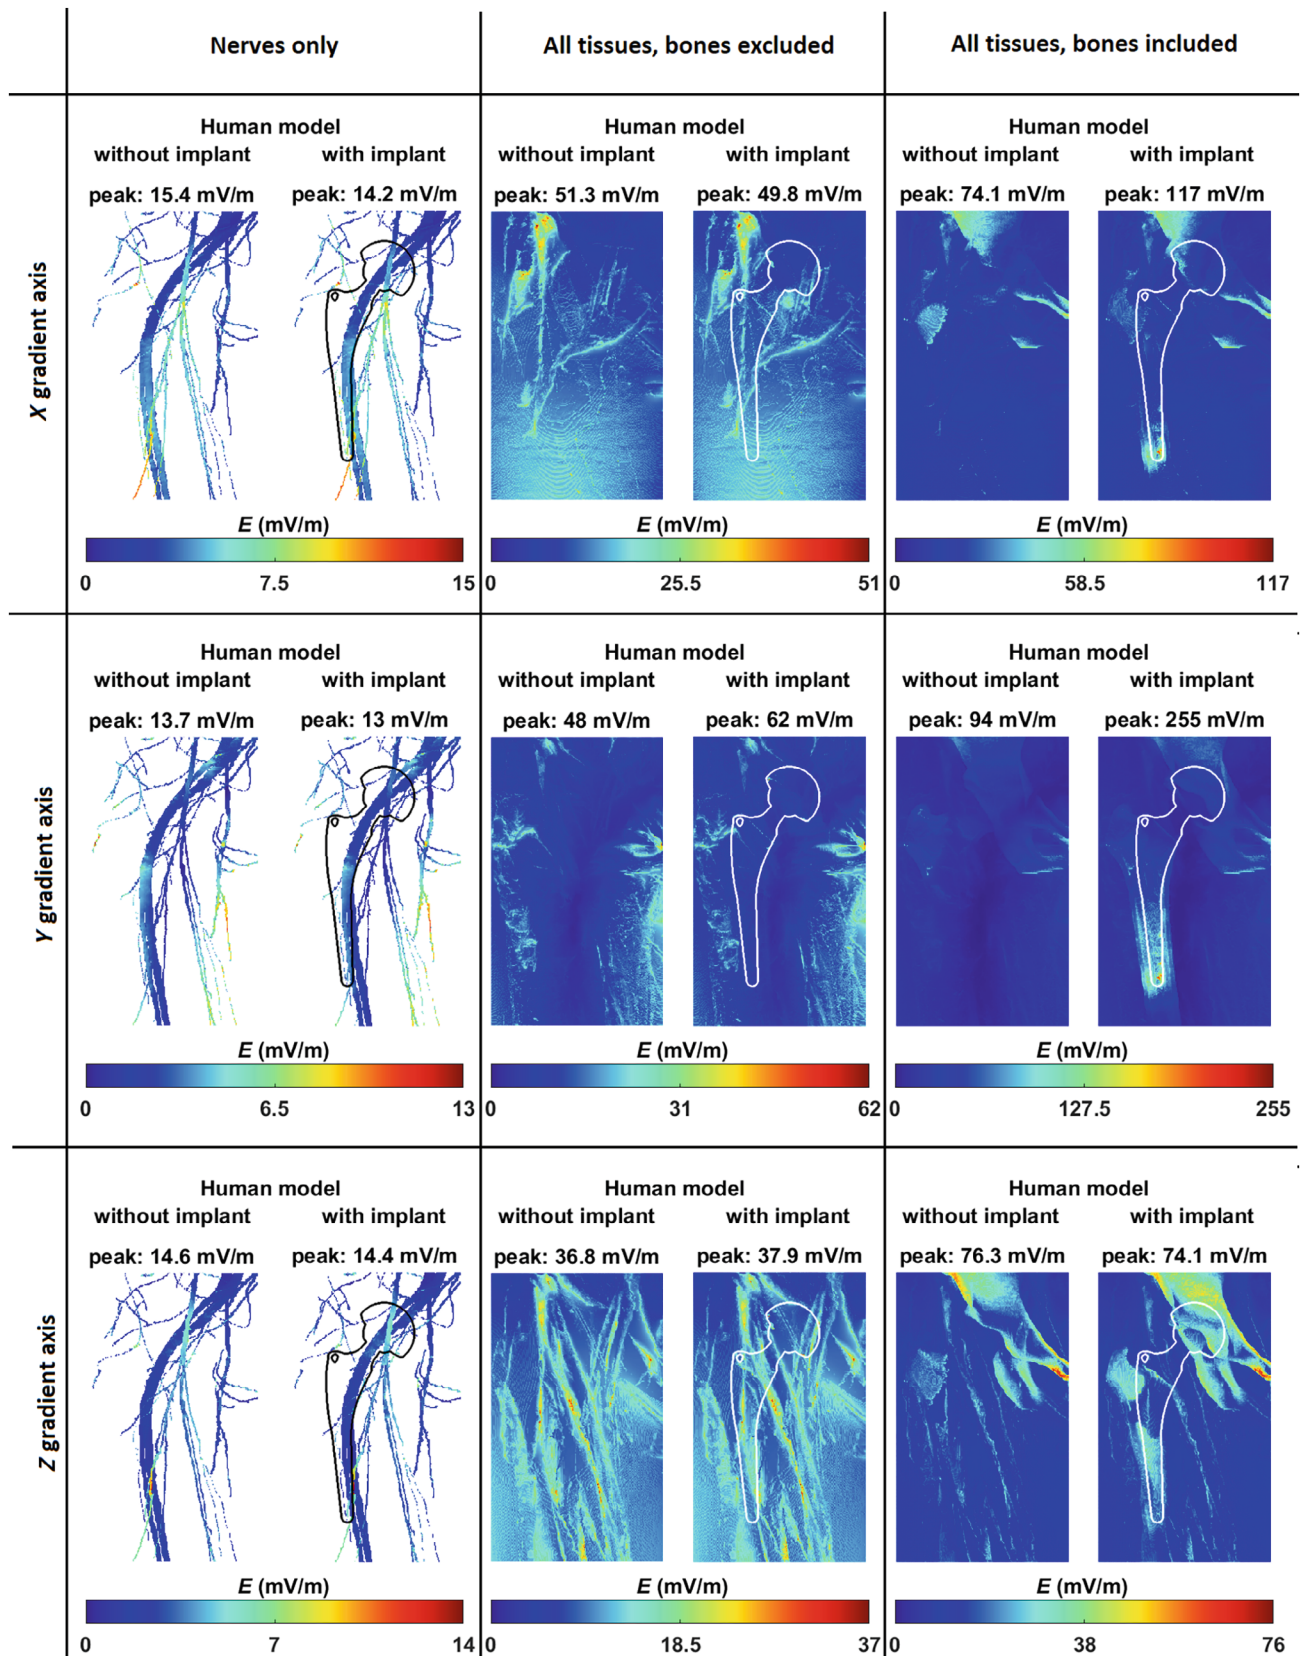 Nerves only
All tissues, bones excluded
All tissues, bones included
X gradient axis
Human model
without implant with implant
peak: 15.4 mV/m peak: 14.2 mV/m
E (mV/m)
0 7.5 15
Human model
without implant with implant
peak: 51.3 mV/m peak: 49.8 mV/m
E (mV/m)
0 25.5 51
Human model
without implant with implant
peak: 74.1 mV/m peak: 117 mV/m
E (mV/m)
0 58.5 117
Y gradient axis
Human model
without implant with implant
peak: 13.7 mV/m peak: 13 mV/m
E (mV/m)
0 6.5 13
Human model
without implant with implant
peak: 48 mV/m peak: 62 mV/m
E (mV/m)
0 31 62
Human model
without implant with implant
peak: 94 mV/m peak: 255 mV/m
E (mV/m)
0 127.5 255
Z gradient axis
Human model
without implant with implant
peak: 14.6 mV/m peak: 14.4 mV/m
E (mV/m)
0 7 14
Human model
without implant with implant
peak: 36.8 mV/m peak: 37.9 mV/m
E (mV/m)
0 18.5 37
Human model
without implant with implant
peak: 76.3 mV/m peak: 74.1 mV/m
E (mV/m)
0 38 76